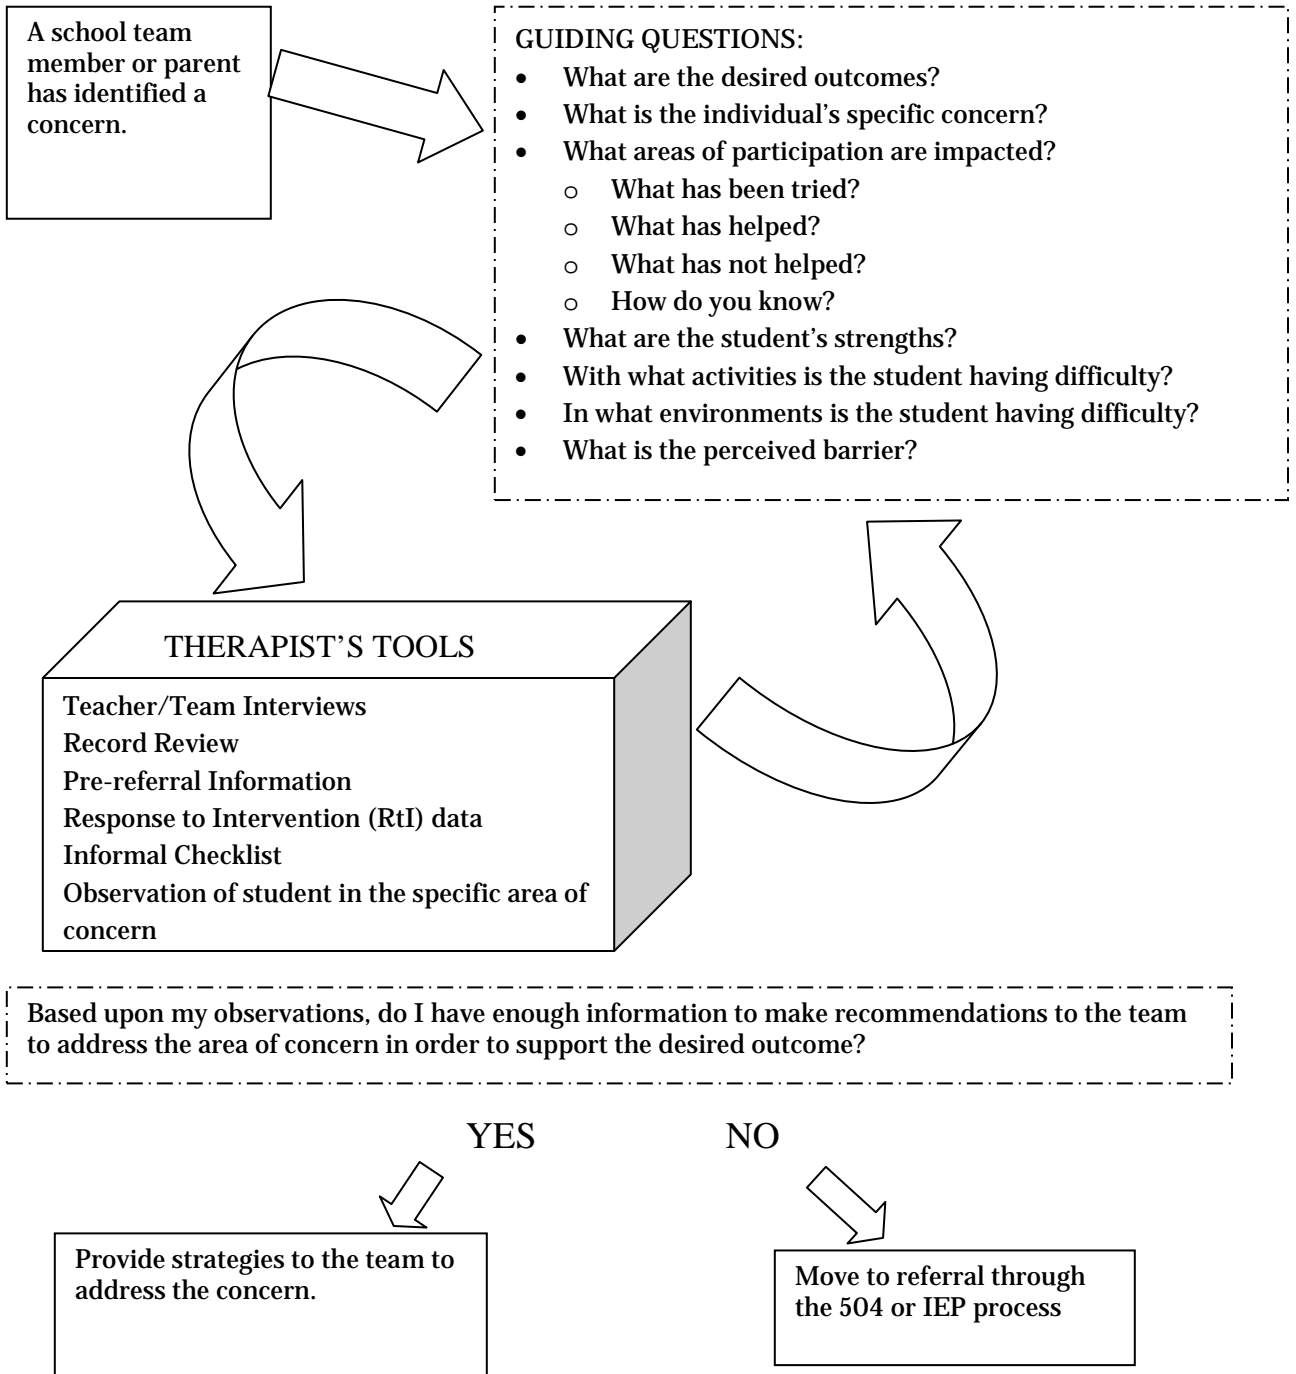 A school team
member or parent
has identified a
concern.
GUIDING QUESTIONS:
• What are the desired outcomes?
• What is the individual’s specific concern?
• What areas of participation are impacted?
o What has been tried?
o What has helped?
o What has not helped?
o How do you know?
• What are the student’s strengths?
• With what activities is the student having difficulty?
• In what environments is the student having difficulty?
• What is the perceived barrier?
THERAPIST’S TOOLS
Teacher/Team Interviews
Record Review
Pre-referral Information
Response to Intervention (RtI) data
Informal Checklist
Observation of student in the specific area of
concern
Based upon my observations, do I have enough information to make recommendations to the team
to address the area of concern in order to support the desired outcome?
YES
NO
Provide strategies to the team to
address the concern.
Move to referral through
the 504 or IEP process